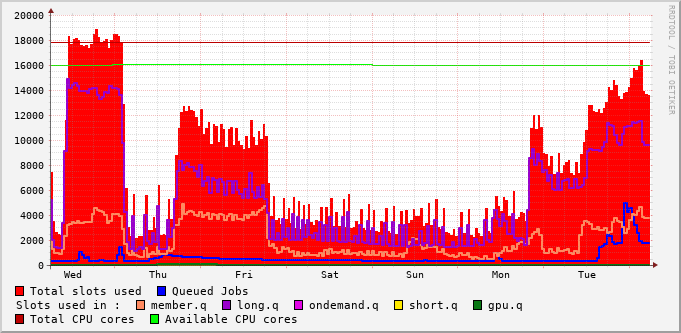 20000
18000
16000
14000
12000
10000
8000
6000
4000
2000
0
Wed Thu Fri Sat Sun Mon Tue
RRDTOOL / TOBI OETIKER
Total slots used Queued Jobs
Slots used in : member.q long.q ondemand.q short.q gpu.q
Total CPU cores Available CPU cores